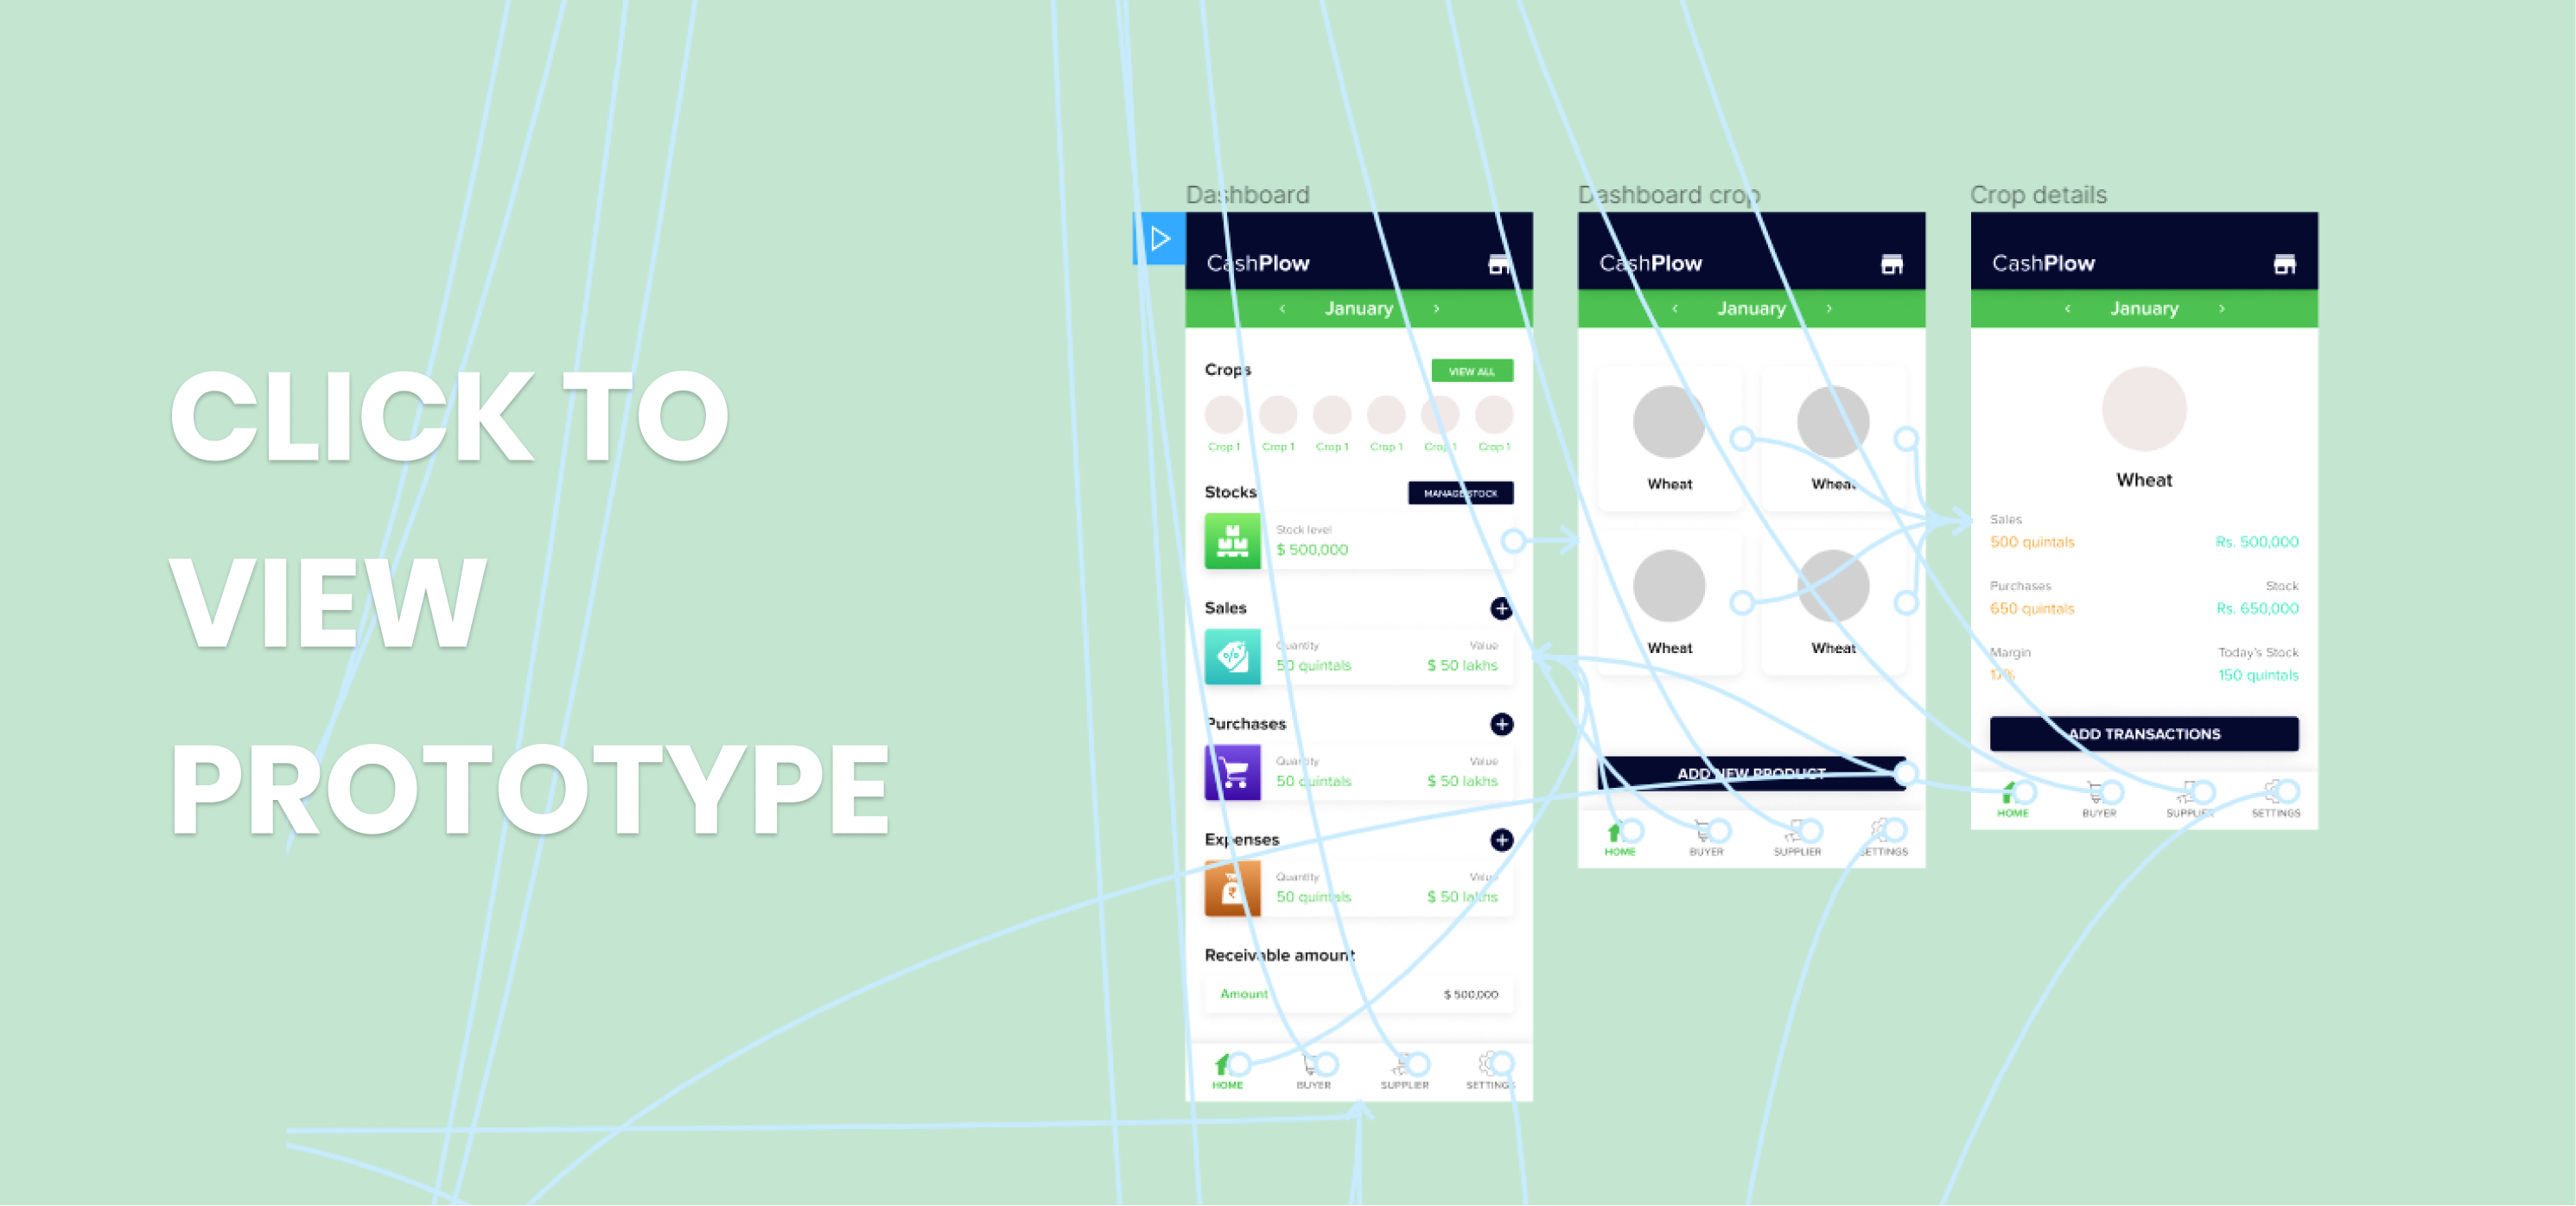 CLICK TO
VIEW
PROTOTYPE
Dashboard
CashPlow
‹ January ›
Crops VIEW ALL
Crop 1 Crop 1 Crop 1 Crop 1 Crop 1 Crop 1
Stocks MANAGE STOCK
Stock level
$ 500,000
Sales
Quantity Value
50 quintals $ 50 lakhs
Purchases
Quantity Value
50 quintals $ 50 lakhs
Expenses
Quantity Value
50 quintals $ 50 lakhs
Receivable amount
Amount $ 500,000
HOME BUYER SUPPLIER SETTINGS
Dashboard crop
CashPlow
‹ January ›
Wheat Wheat
Wheat Wheat
ADD NEW PRODUCT
HOME BUYER SUPPLIER SETTINGS
Crop details
CashPlow
‹ January ›
Wheat
Sales
500 quintals Rs. 500,000
Purchases Stock
650 quintals Rs. 650,000
Margin Today's Stock
17% 150 quintals
ADD TRANSACTIONS
HOME BUYER SUPPLIER SETTINGS